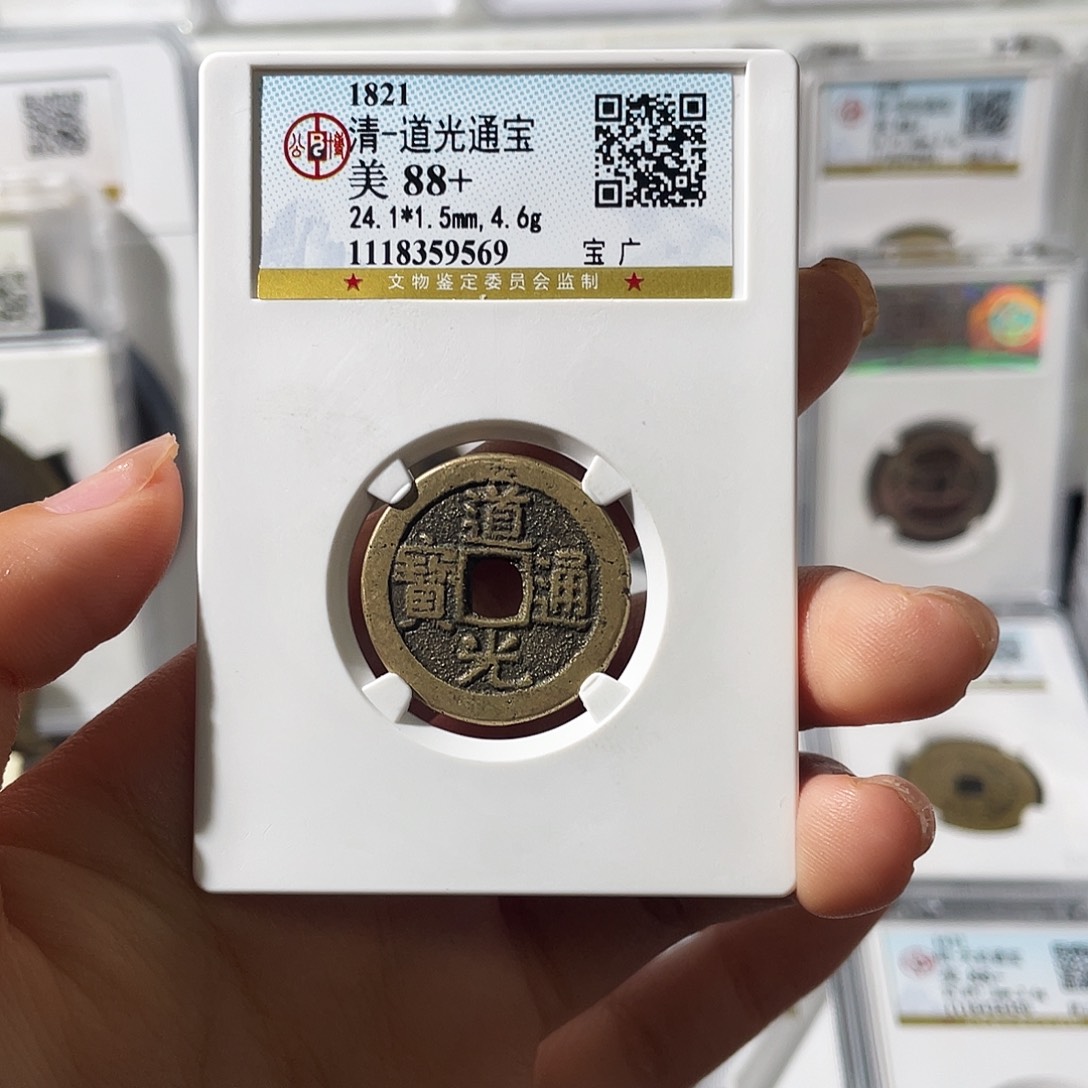 1821
清-道光通宝
美 88+
24.1*1.5mm,4.6g
1118359569 宝 广
★ 文物鉴定委员会监制 ★
道
寶 通
光